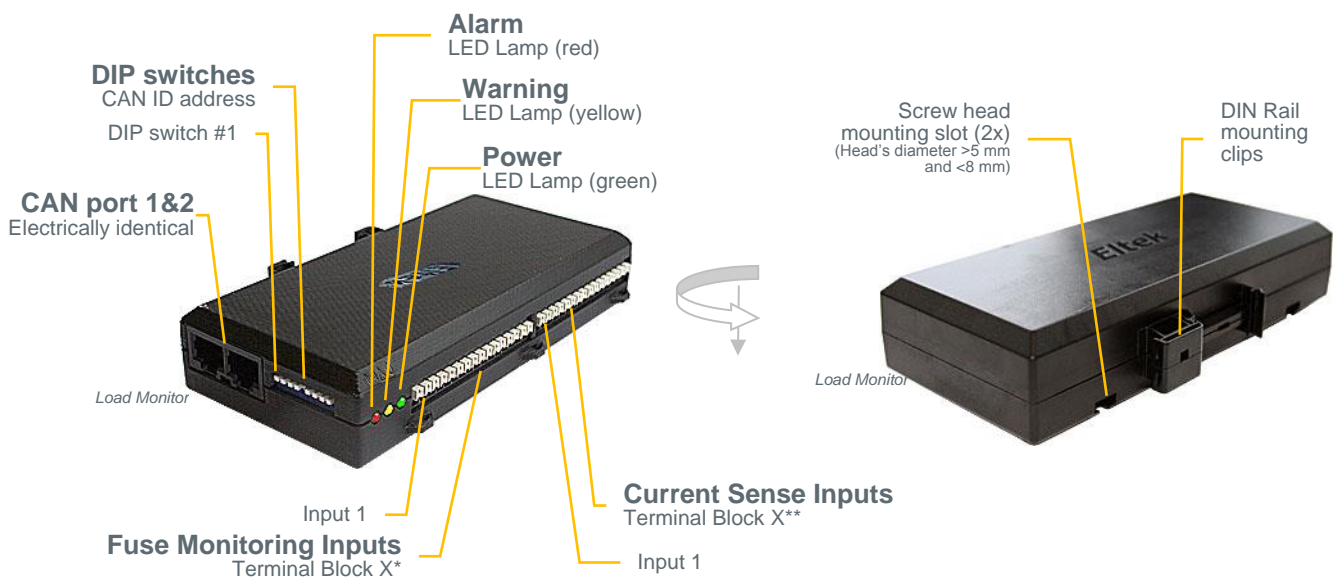 Alarm
LED Lamp (red)
DIP switches
CAN ID address
Warning
LED Lamp (yellow)
DIP switch #1
Power
LED Lamp (green)
CAN port 1&2
Electrically identical
Load Monitor
Input 1
Fuse Monitoring Inputs
Terminal Block X*
Current Sense Inputs
Terminal Block X**
Input 1
Screw head
mounting slot (2x)
(Head's diameter >5 mm
and <8 mm)
DIN Rail
mounting
clips
Eltek
Load Monitor